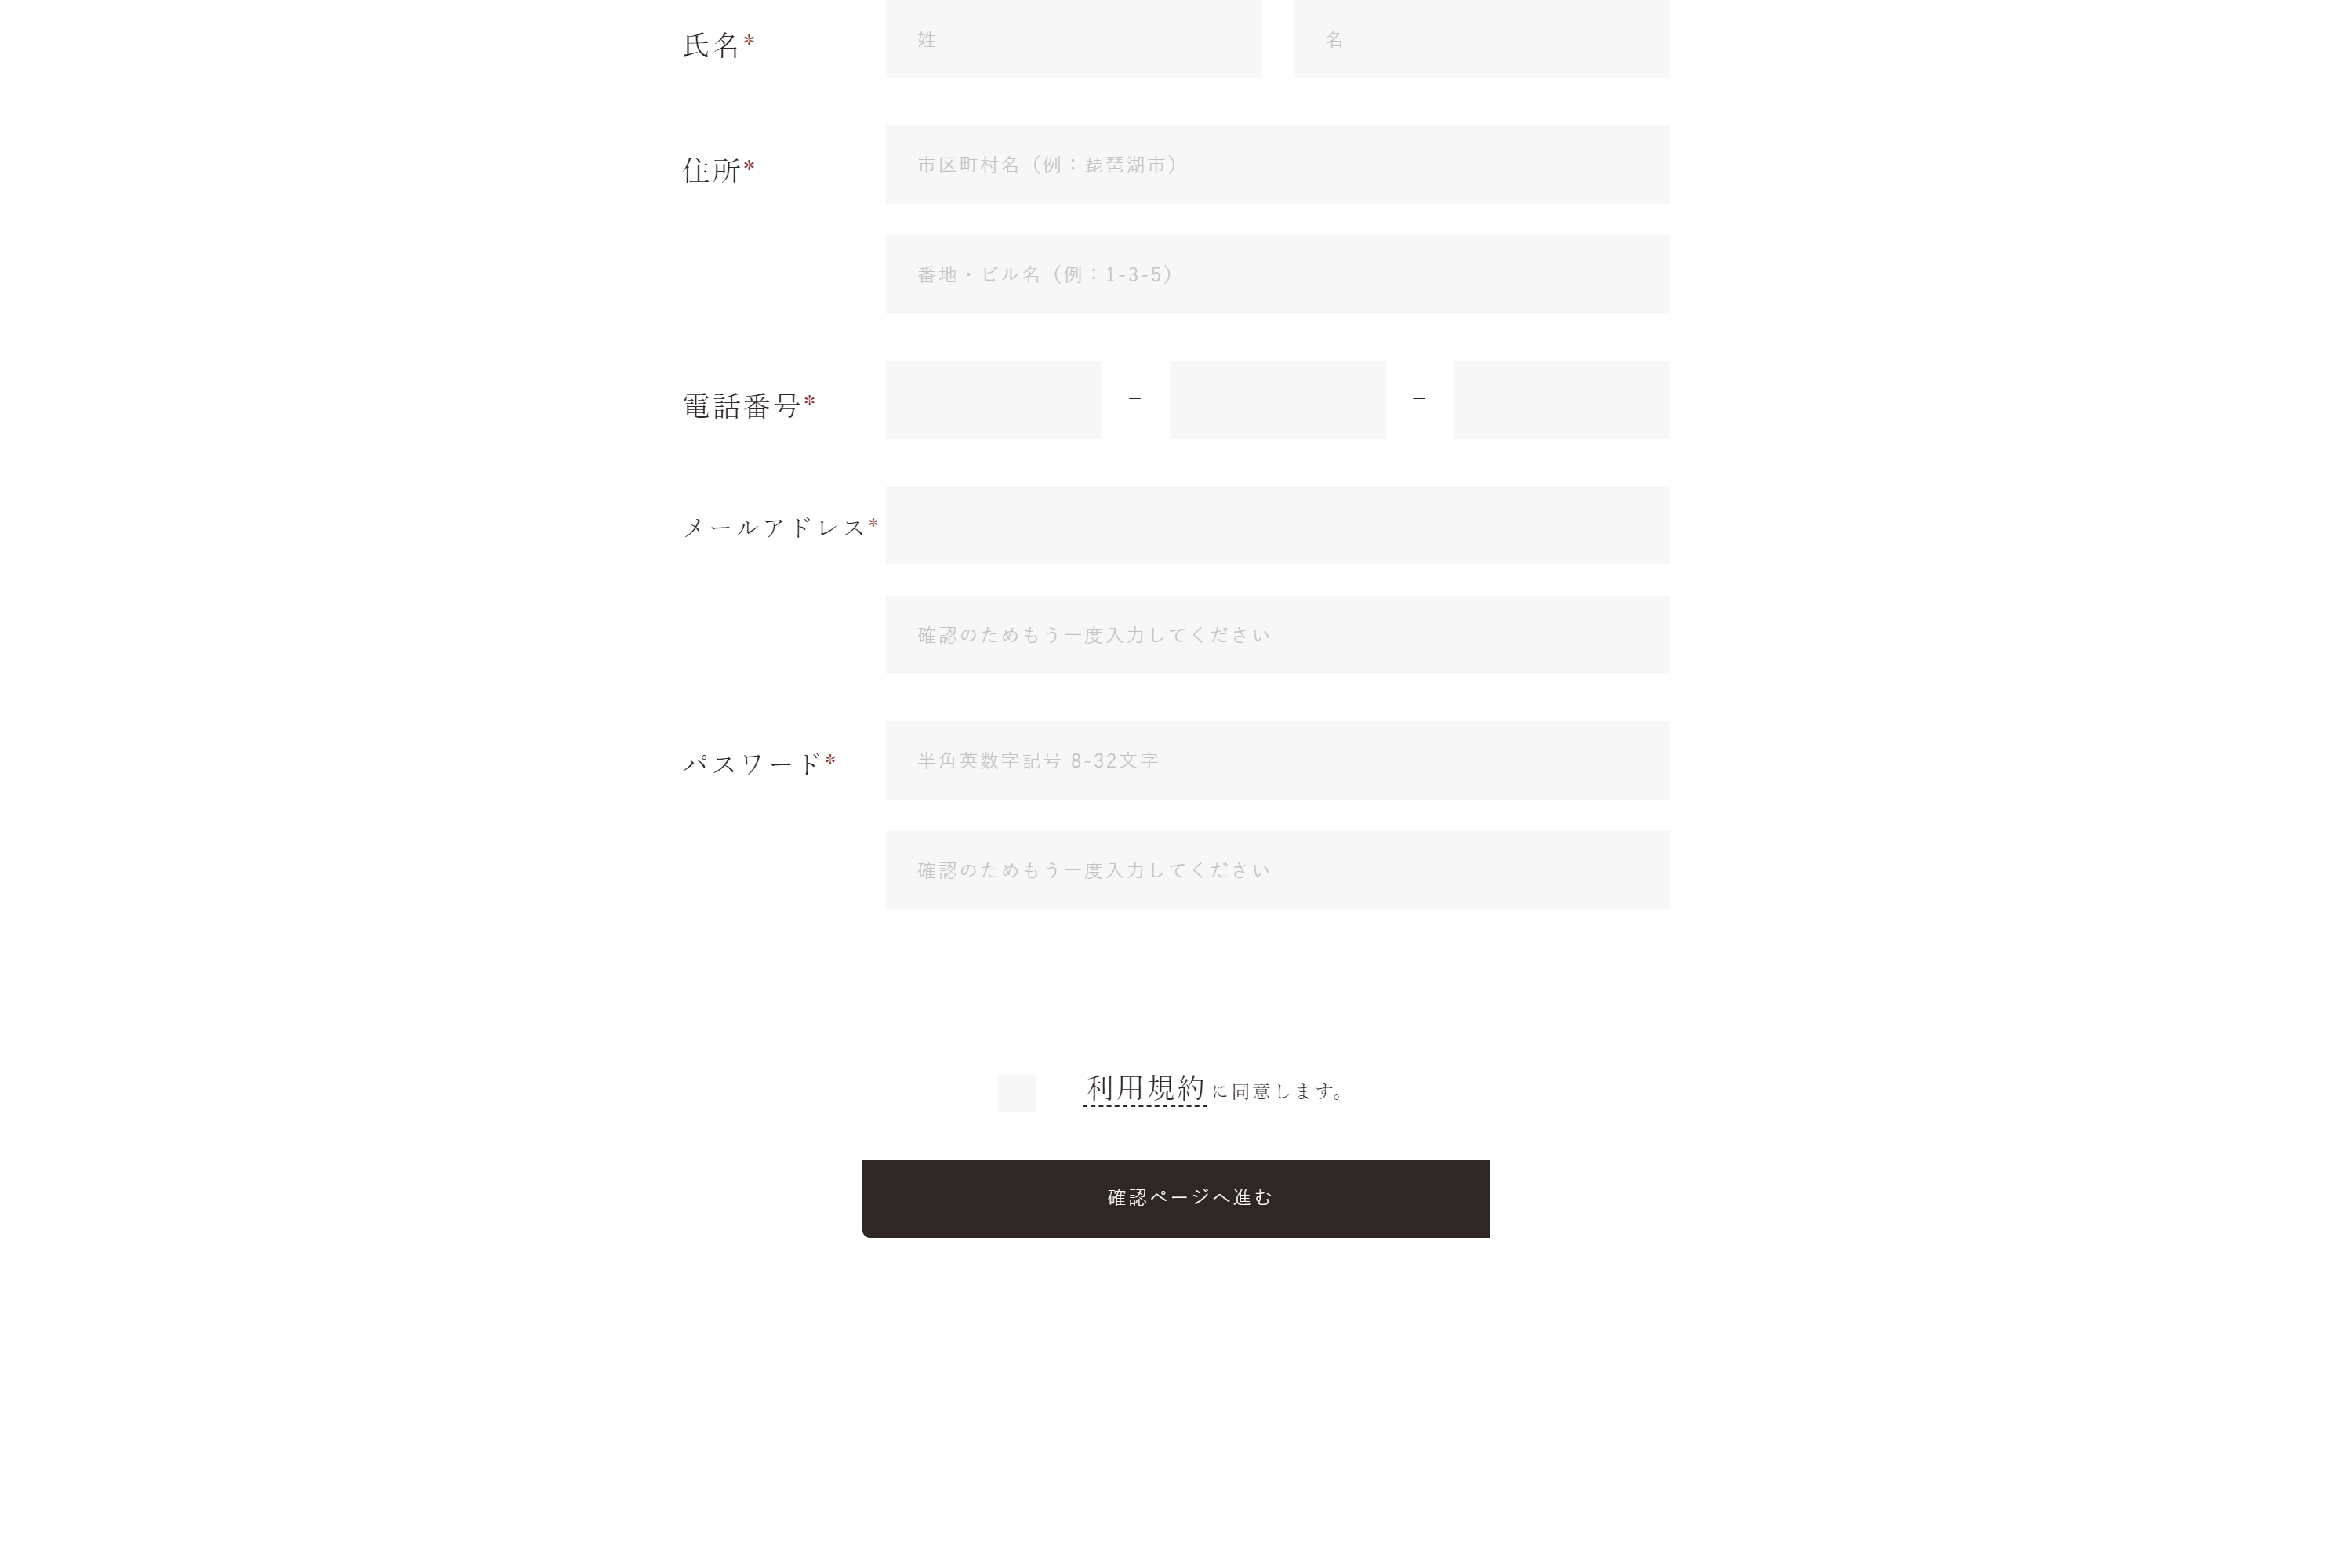 氏名* 姓 名
住所* 市区町村名（例：琵琶湖市）
番地・ビル名（例：1-3-5）
電話番号* – –
メールアドレス*
確認のためもう一度入力してください
パスワード* 半角英数字記号 8-32文字
確認のためもう一度入力してください
利用規約に同意します。
確認ページへ進む